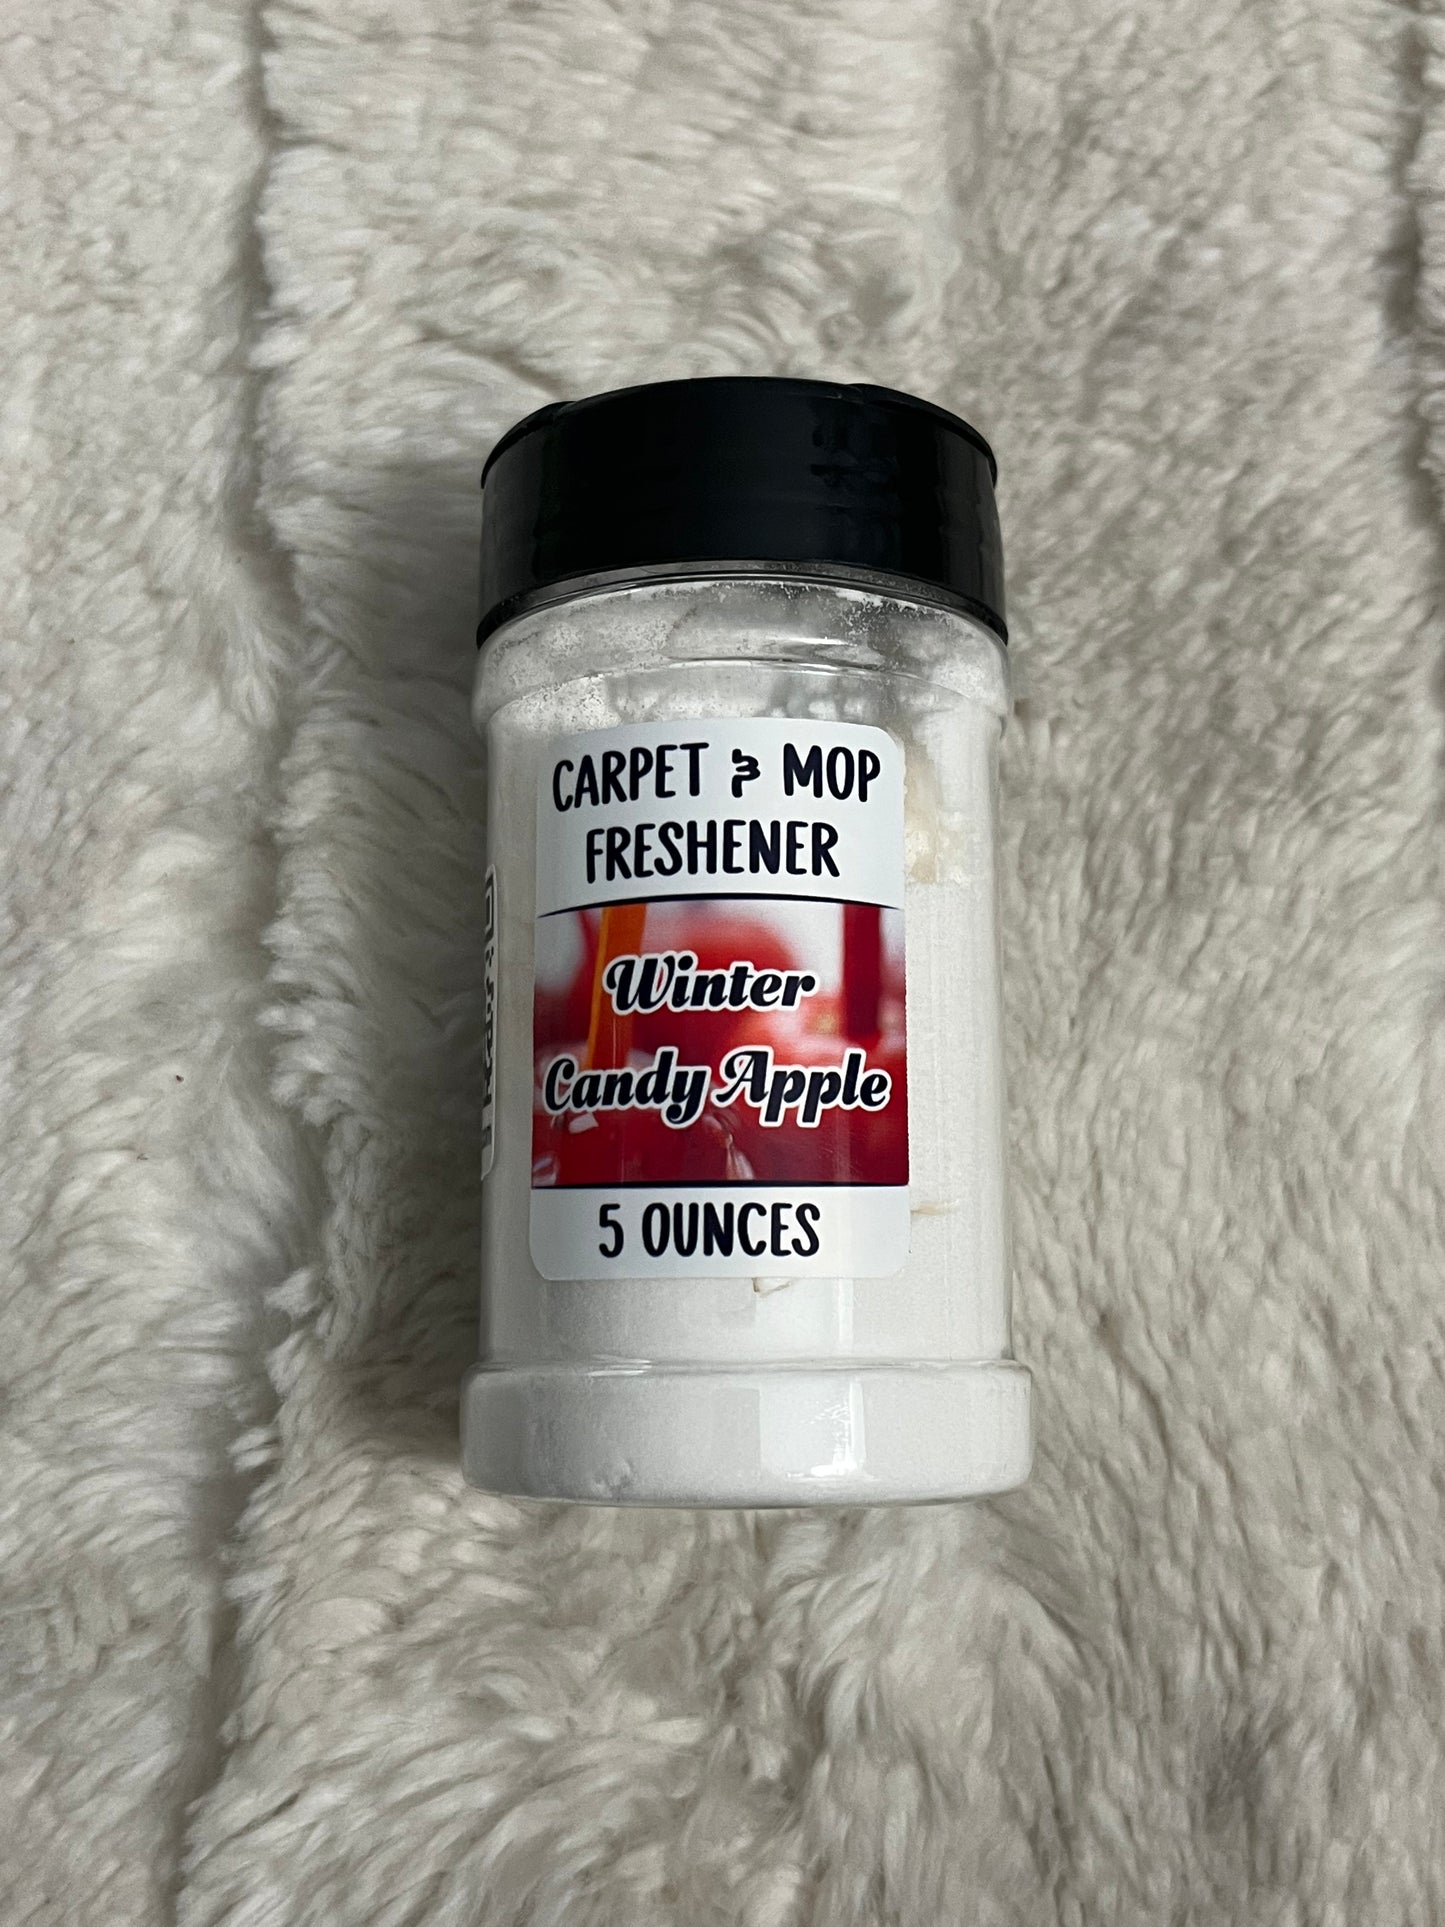 CARPET & MOP
FRESHENER
Winter
Candy Apple
5 OUNCES